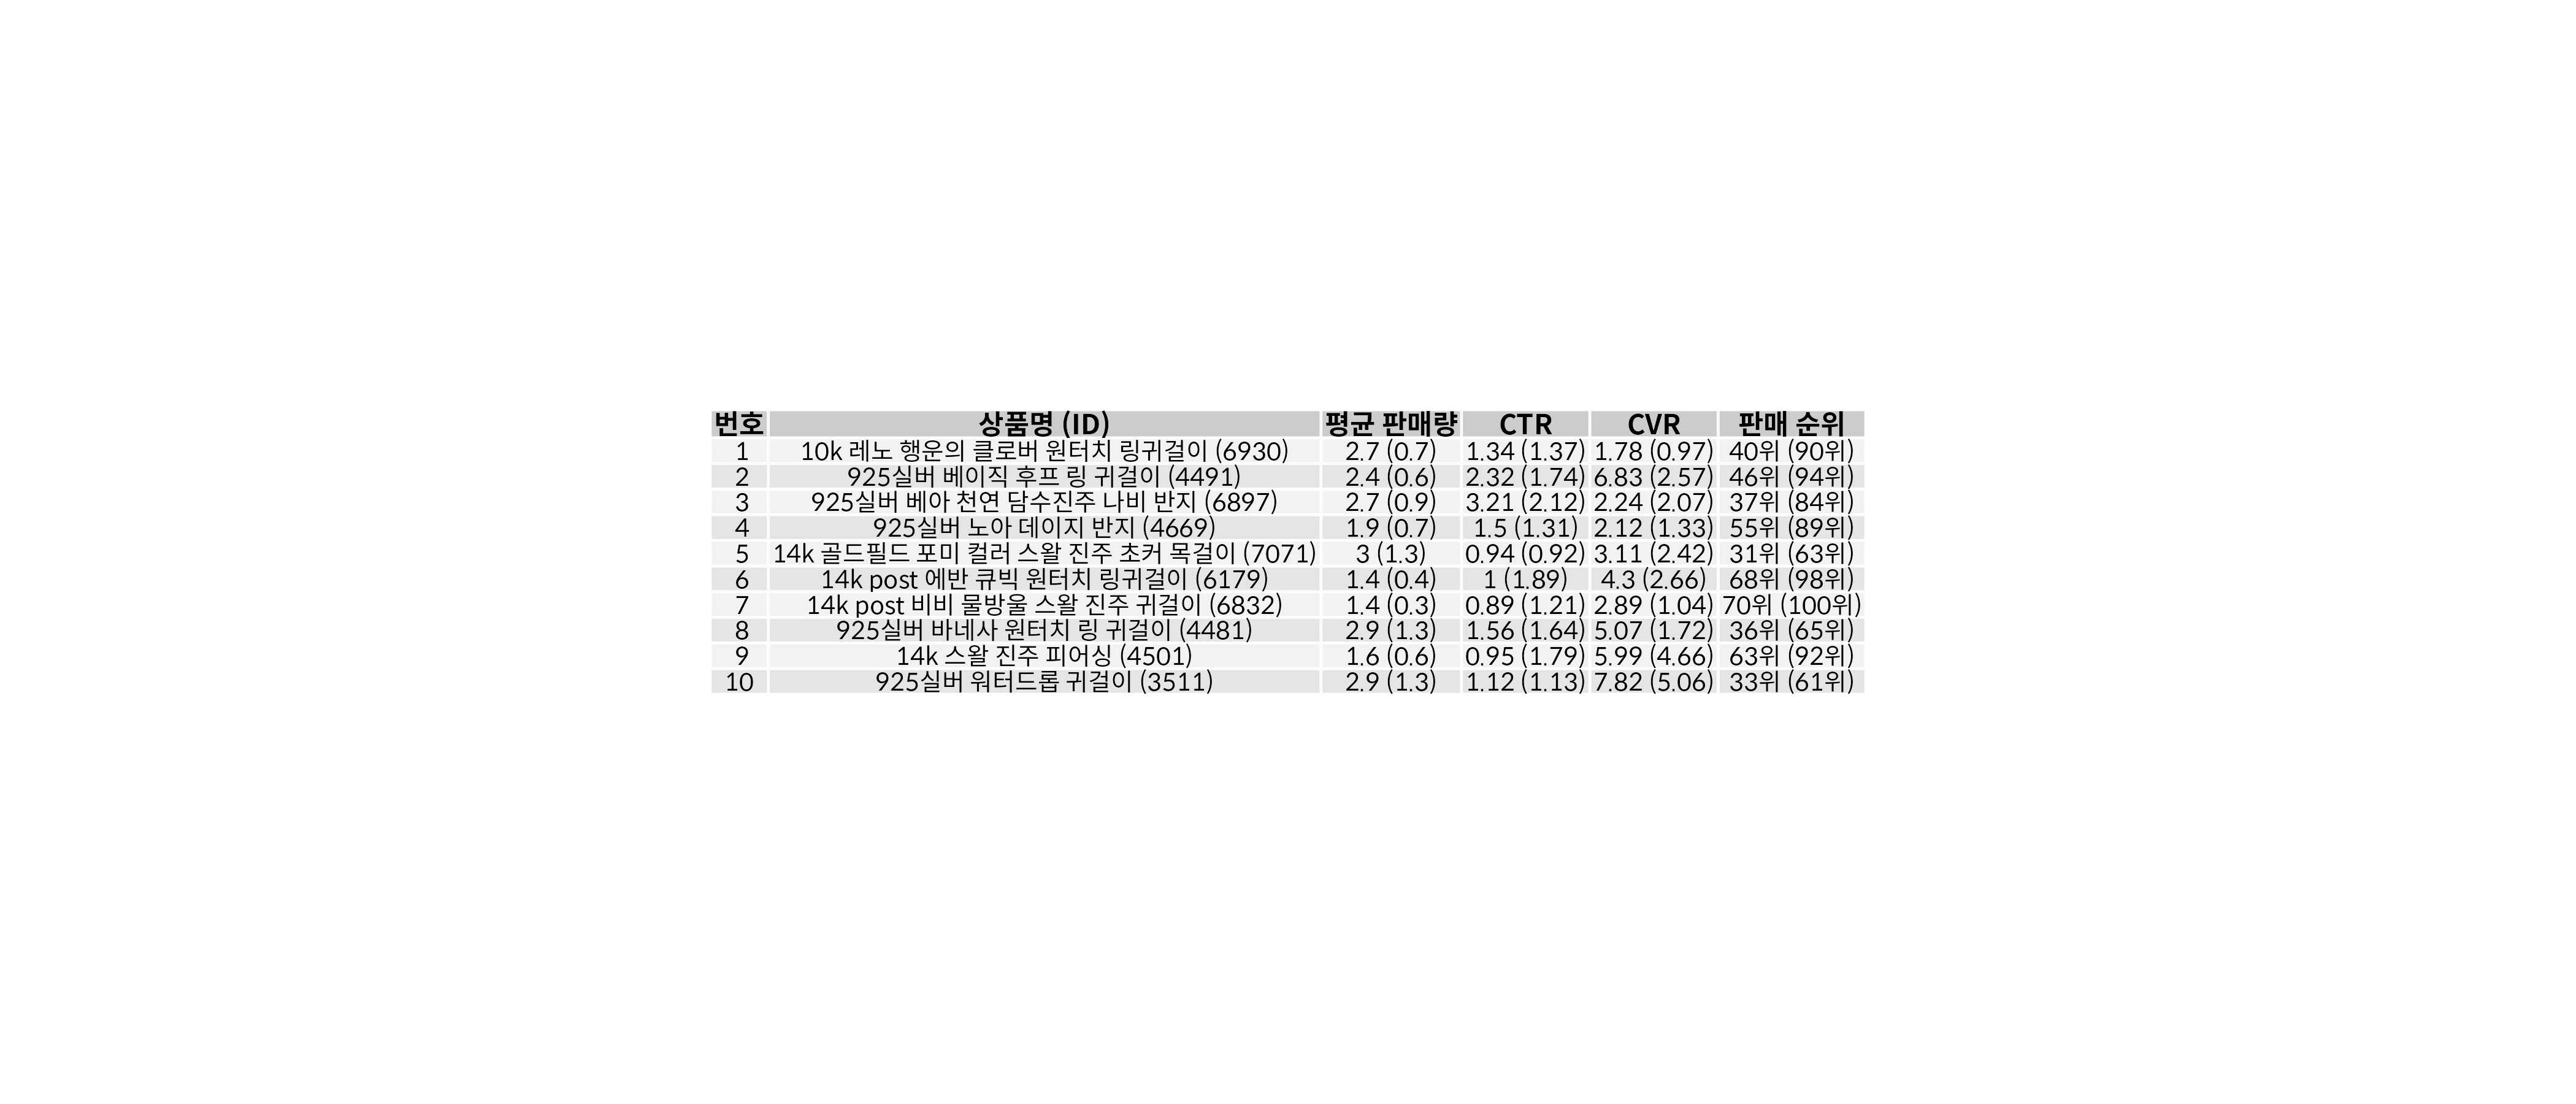 번호 상품명 (ID) 평균 판매량 CTR CVR 판매 순위
1 10k 레노 행운의 클로버 원터치 링귀걸이 (6930) 2.7 (0.7) 1.34 (1.37) 1.78 (0.97) 40위 (90위)
2 925실버 베이직 후프 링 귀걸이 (4491) 2.4 (0.6) 2.32 (1.74) 6.83 (2.57) 46위 (94위)
3 925실버 베아 천연 담수진주 나비 반지 (6897) 2.7 (0.9) 3.21 (2.12) 2.24 (2.07) 37위 (84위)
4 925실버 노아 데이지 반지 (4669) 1.9 (0.7) 1.5 (1.31) 2.12 (1.33) 55위 (89위)
5 14k 골드필드 포미 컬러 스왈 진주 초커 목걸이 (7071) 3 (1.3) 0.94 (0.92) 3.11 (2.42) 31위 (63위)
6 14k post 에반 큐빅 원터치 링귀걸이 (6179) 1.4 (0.4) 1 (1.89) 4.3 (2.66) 68위 (98위)
7 14k post 비비 물방울 스왈 진주 귀걸이 (6832) 1.4 (0.3) 0.89 (1.21) 2.89 (1.04) 70위 (100위)
8 925실버 바네사 원터치 링 귀걸이 (4481) 2.9 (1.3) 1.56 (1.64) 5.07 (1.72) 36위 (65위)
9 14k 스왈 진주 피어싱 (4501) 1.6 (0.6) 0.95 (1.79) 5.99 (4.66) 63위 (92위)
10 925실버 워터드롭 귀걸이 (3511) 2.9 (1.3) 1.12 (1.13) 7.82 (5.06) 33위 (61위)